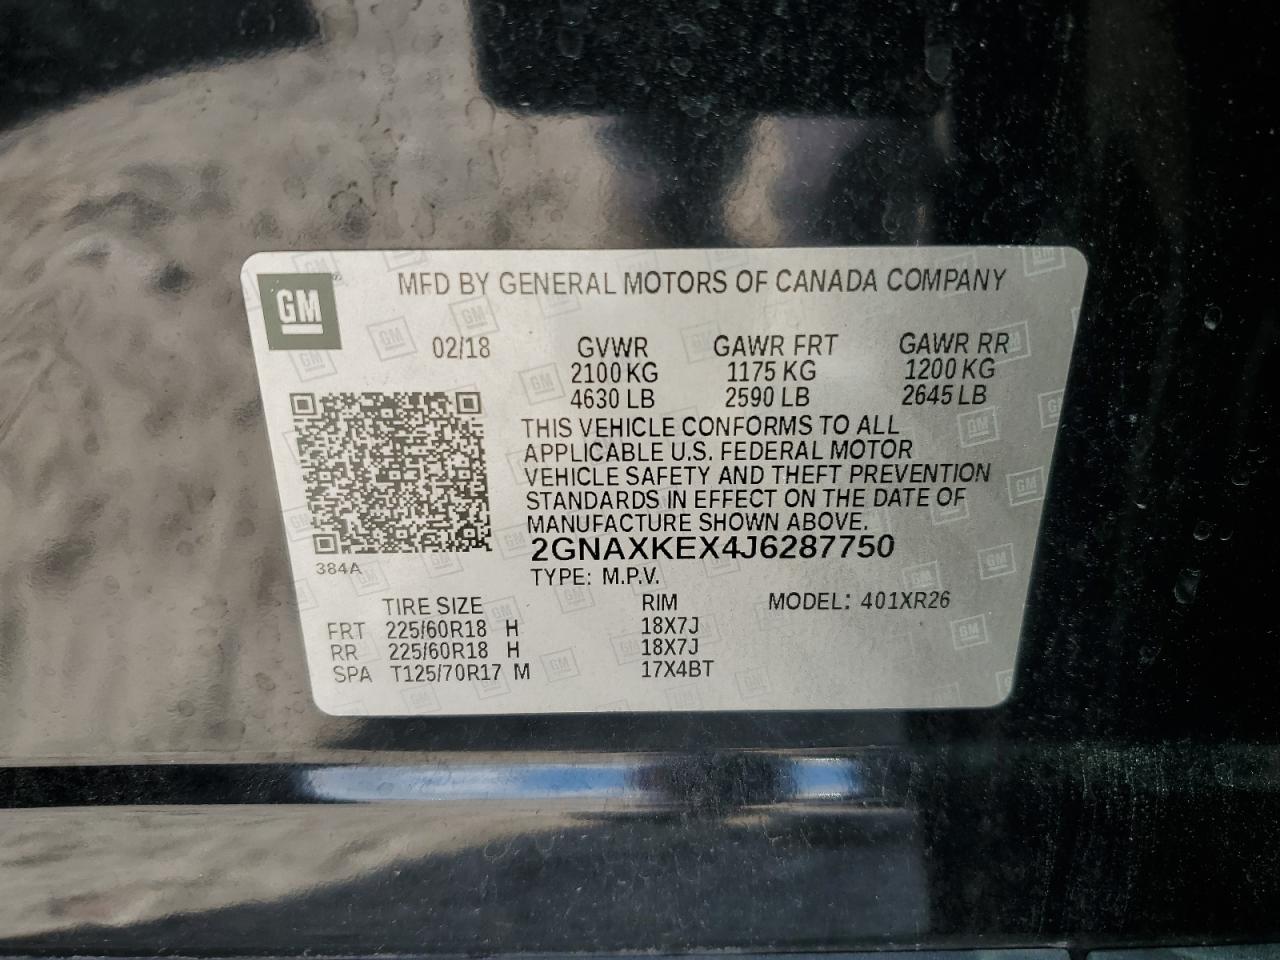 GM
MFD BY GENERAL MOTORS OF CANADA COMPANY
02/18 GVWR GAWR FRT GAWR RR
2100 KG 1175 KG 1200 KG
4630 LB 2590 LB 2645 LB
THIS VEHICLE CONFORMS TO ALL
APPLICABLE U.S. FEDERAL MOTOR
VEHICLE SAFETY AND THEFT PREVENTION
STANDARDS IN EFFECT ON THE DATE OF
MANUFACTURE SHOWN ABOVE.
2GNAXKEX4J6287750
384A
TYPE: M.P.V.
TIRE SIZE RIM MODEL: 401XR26
FRT 225/60R18 H 18X7J
RR 225/60R18 H 18X7J
SPA T125/70R17 M 17X4BT